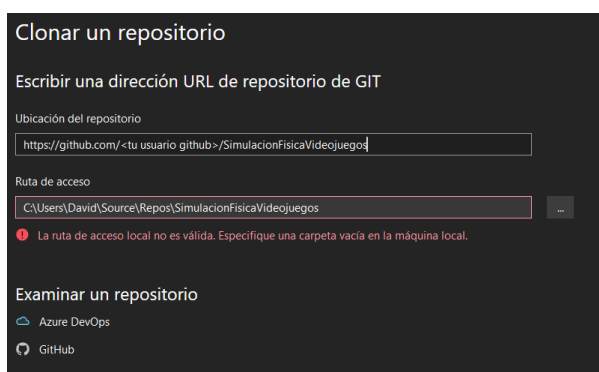 Clonar un repositorio
Escribir una dirección URL de repositorio de GIT
Ubicación del repositorio
https://github.com/<tu usuario github>/SimulacionFisicaVideojuegos
Ruta de acceso
C:\Users\David\Source\Repos\SimulacionFisicaVideojuegos
...
La ruta de acceso local no es válida. Especifique una carpeta vacía en la máquina local.
Examinar un repositorio
Azure DevOps
GitHub